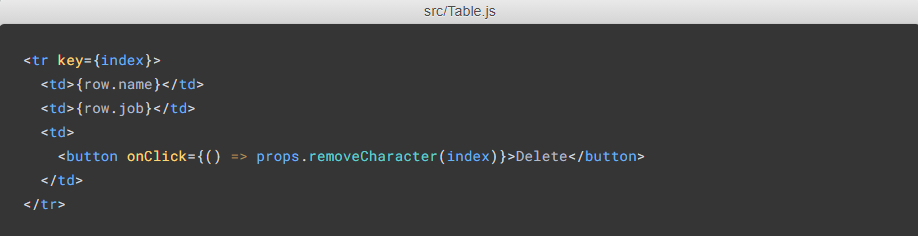 src/Table.js
<tr key={index}>
  <td>{row.name}</td>
  <td>{row.job}</td>
  <td>
    <button onClick={() => props.removeCharacter(index)}>Delete</button>
  </td>
</tr>